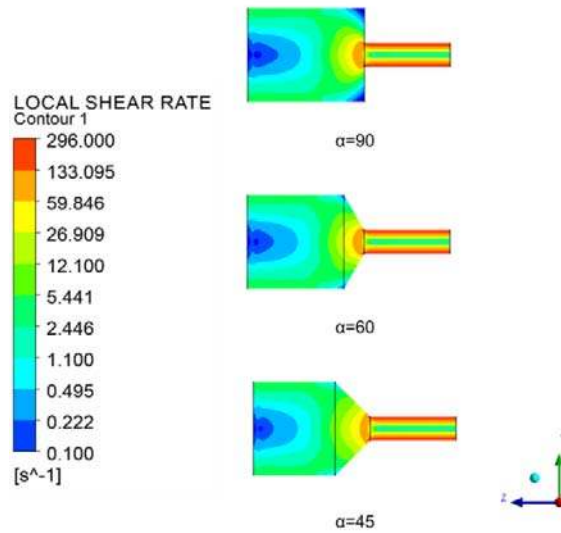 LOCAL SHEAR RATE
Contour 1
296.000
133.095
59.846
26.909
12.100
5.441
2.446
1.100
0.495
0.222
0.100
[s^-1]
α=90
α=60
α=45
z